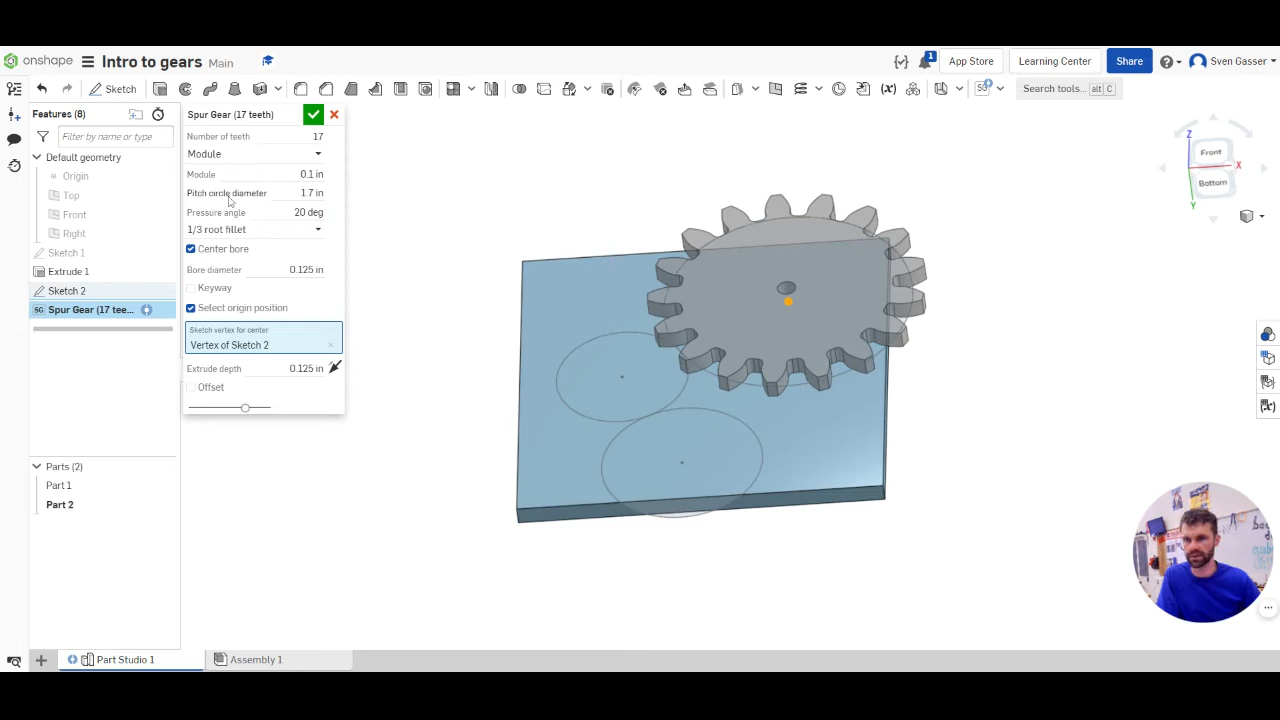 onshape Intro to gears Main App Store Learning Center Share Sven Gasser
1
Sketch Search tools... alt C
Features (8)
Filter by name or type
Default geometry
Origin
Top
Front
Right
Sketch 1
Extrude 1
Sketch 2
SG Spur Gear (17 tee...
Spur Gear (17 teeth)
Number of teeth 17
Module
Module 0.1 in
Pitch circle diameter 1.7 in
Pressure angle 20 deg
1/3 root fillet
Center bore
Bore diameter 0.125 in
Keyway
Select origin position
Sketch vertex for center
Vertex of Sketch 2
Extrude depth 0.125 in
Offset
Z
Front
X
Bottom
Y
Parts (2)
Part 1
Part 2
Part Studio 1 Assembly 1